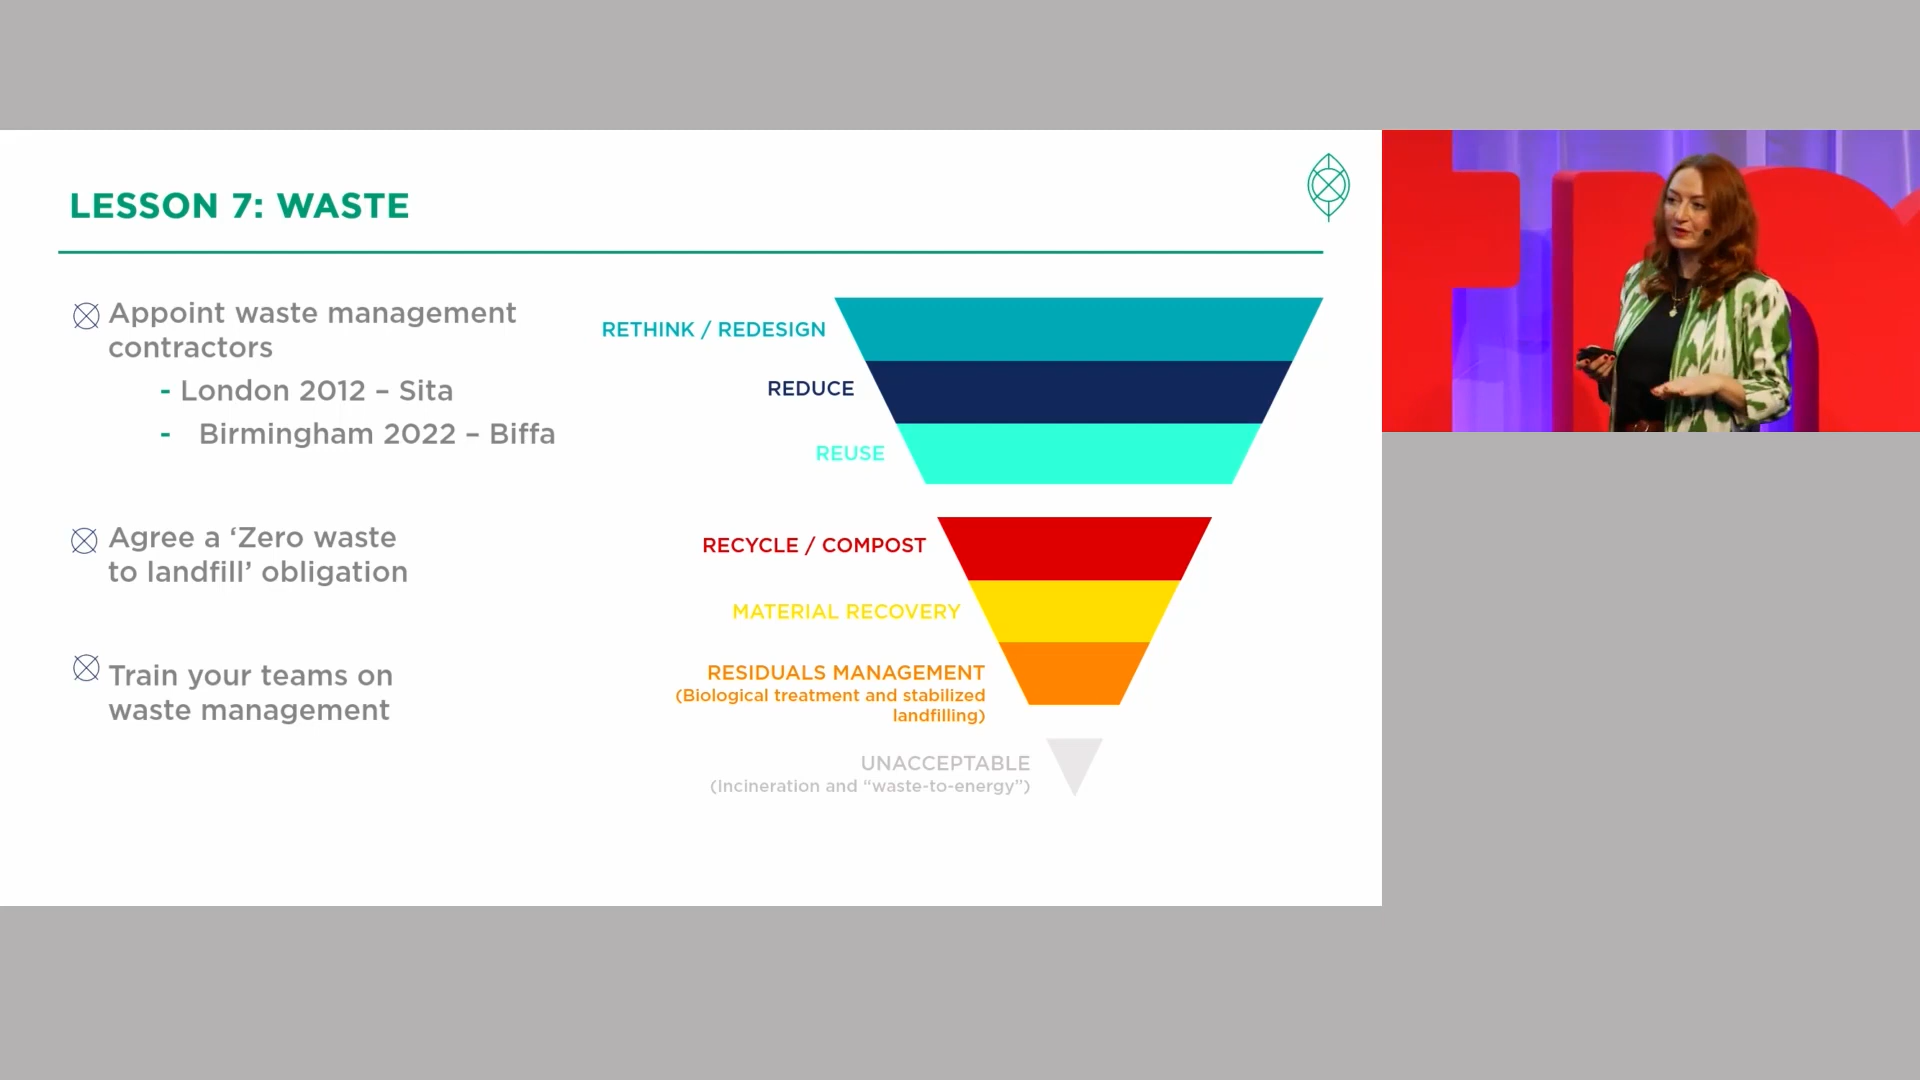 LESSON 7: WASTE
Appoint waste management
contractors
- London 2012 – Sita
- Birmingham 2022 – Biffa
Agree a ‘Zero waste
to landfill’ obligation
Train your teams on
waste management
RETHINK / REDESIGN
REDUCE
REUSE
RECYCLE / COMPOST
MATERIAL RECOVERY
RESIDUALS MANAGEMENT
(Biological treatment and stabilized
landfilling)
UNACCEPTABLE
(Incineration and “waste-to-energy”)